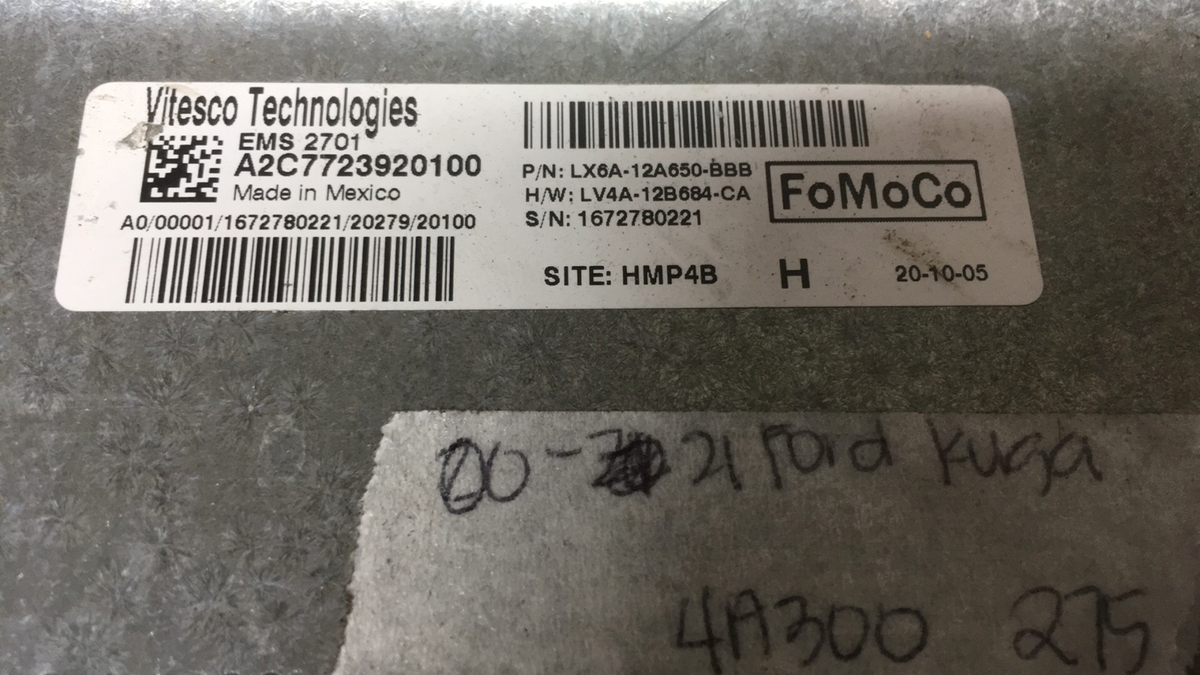 Vitesco Technologies
EMS 2701
A2C7723920100
Made in Mexico
A0/00001/1672780221/20279/20100
P/N: LX6A-12A650-BBB
H/W: LV4A-12B684-CA
S/N: 1672780221
FoMoCo
SITE: HMP4B H 20-10-05
00- 21 Ford Kuga
4A300 275